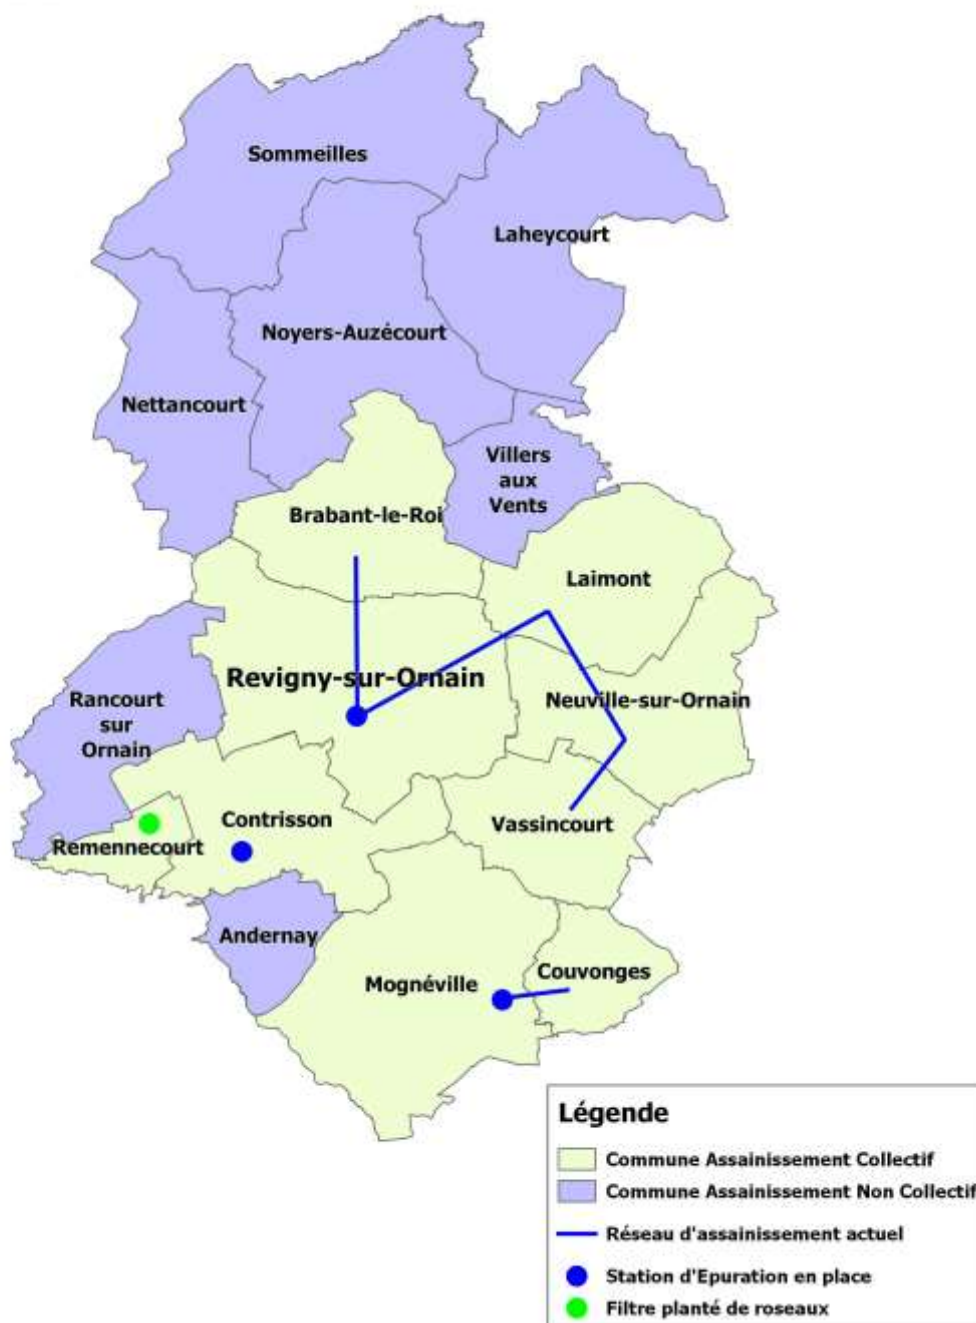 Sommeilles
Laheycourt
Noyers-Auzécourt
Nettancourt
Villers
aux
Vents
Brabant-le-Roi
Laimont
Revigny-sur-Ornain
Rancourt
sur
Ornain
Neuville-sur-Ornain
Contrisson
Vassincourt
Remennecourt
Andernay
Couvonges
Mognéville
Légende
Commune Assainissement Collectif
Commune Assainissement Non Collectif
Réseau d'assainissement actuel
Station d'Epuration en place
Filtre planté de roseaux